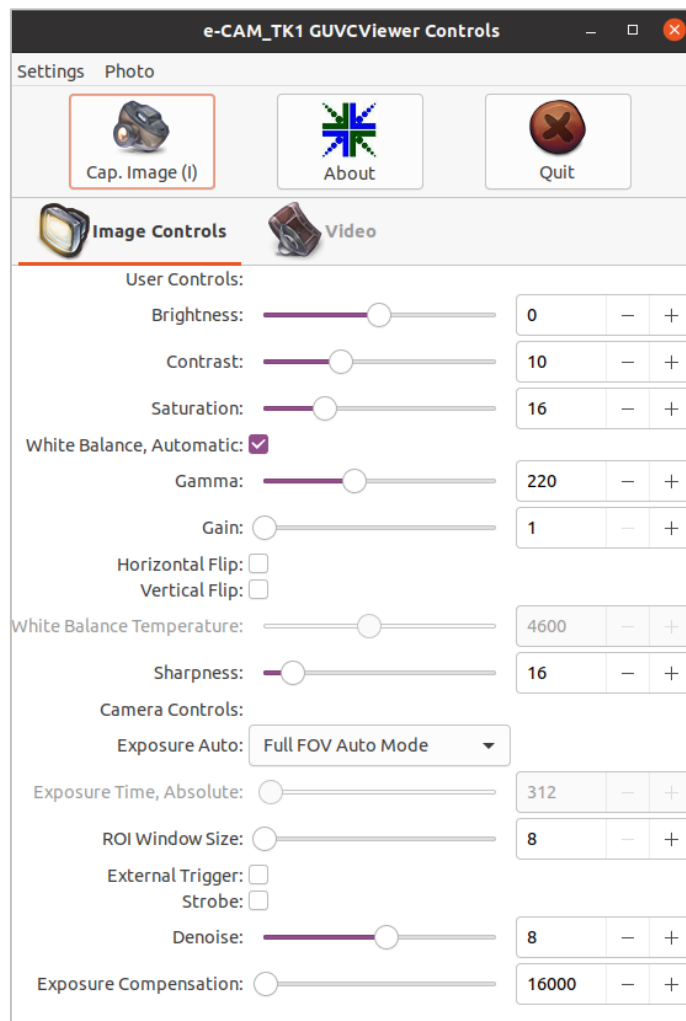 e-CAM_TK1 GUVCViewer Controls
Settings Photo
Cap. Image (I) About Quit
Image Controls Video
User Controls:
Brightness: 0 − +
Contrast: 10 − +
Saturation: 16 − +
White Balance, Automatic:
Gamma: 220 − +
Gain: 1 − +
Horizontal Flip:
Vertical Flip:
White Balance Temperature: 4600 − +
Sharpness: 16 − +
Camera Controls:
Exposure Auto: Full FOV Auto Mode
Exposure Time, Absolute: 312 − +
ROI Window Size: 8 − +
External Trigger:
Strobe:
Denoise: 8 − +
Exposure Compensation: 16000 − +